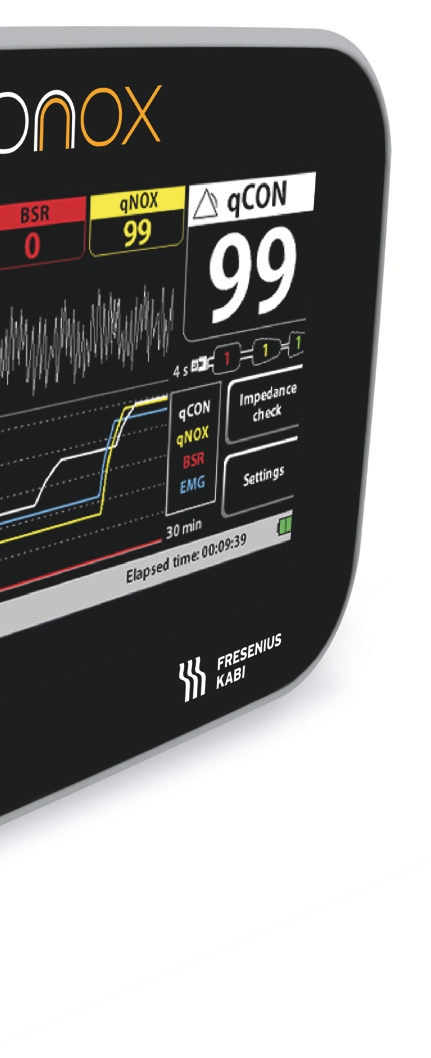 onox
BSR
0
qNOX
99
qCON
99
4 s
1
1
1
Impedance
check
qCON
qNOX
BSR
EMG
Settings
30 min
Elapsed time: 00:09:39
FRESENIUS
KABI